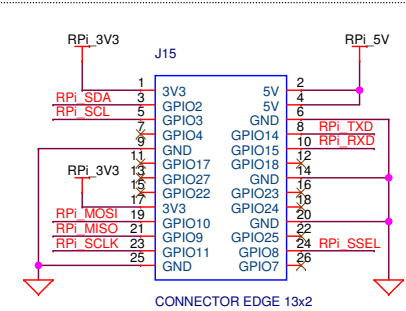 RPi_3V3 RPi_5V
J15
1 3V3 5V 2
RPi_SDA 3 GPIO2 5V 4
RPi_SCL 5 GPIO3 GND 6
7 GPIO4 GPIO14 8 RPi_TXD
9 GND GPIO15 10 RPi_RXD
11 GPIO17 GPIO18 12
RPi_3V3 13 GPIO27 GND 14
15 GPIO22 GPIO23 16
17 3V3 GPIO24 18
RPi_MOSI 19 GPIO10 GND 20
RPi_MISO 21 GPIO9 GPIO25 22
RPi_SCLK 23 GPIO11 GPIO8 24 RPi_SSEL
25 GND GPIO7 26
CONNECTOR EDGE 13x2